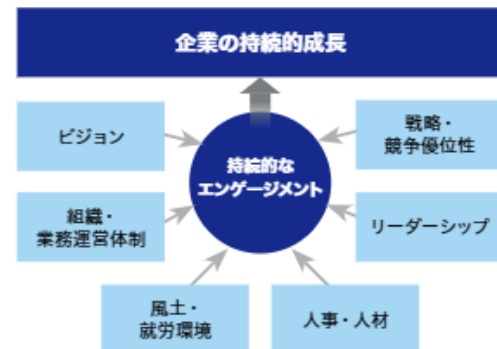 企業の持続的成長
ビジョン
戦略・
競争優位性
持続的な
エンゲージメント
組織・
業務運営体制
リーダーシップ
風土・
就労環境
人事・人材